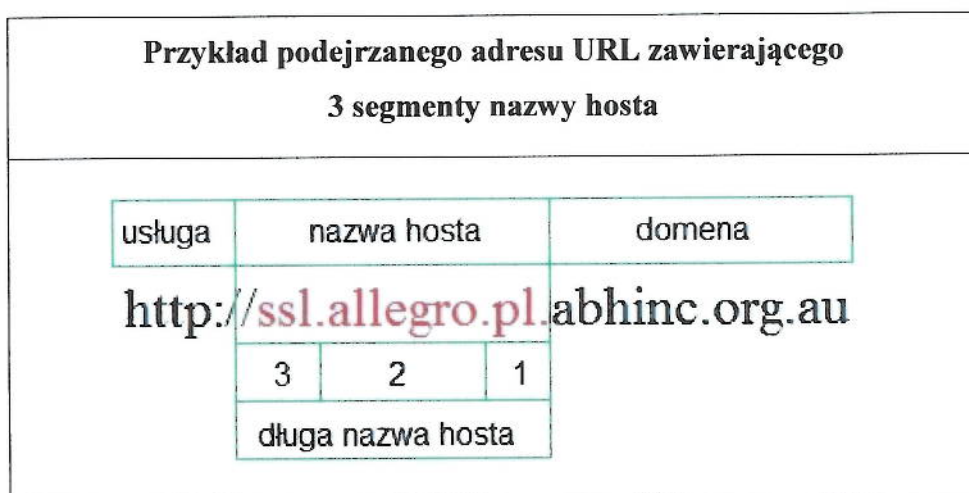 Przykład podejrzanego adresu URL zawierającego
3 segmenty nazwy hosta
usługa nazwa hosta domena
http://ssl.allegro.pl.abhinc.org.au
3 2 1
długa nazwa hosta